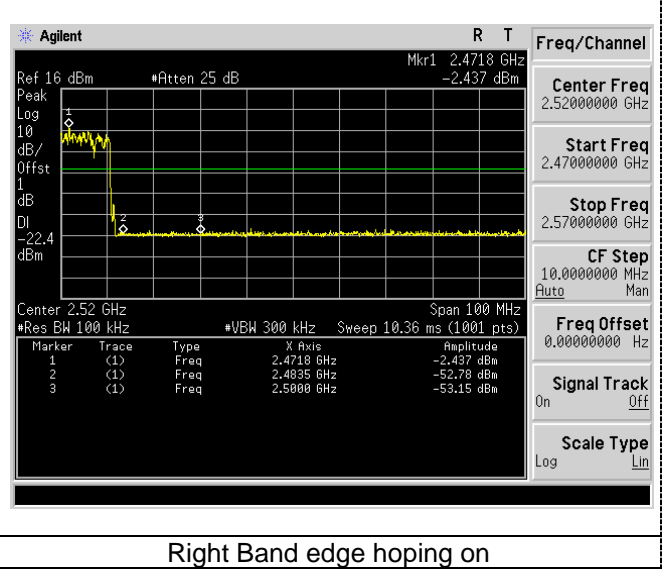 Agilent R T
Mkr1 2.4718 GHz
Ref 16 dBm #Atten 25 dB -2.437 dBm
Peak
Log
10
dB/
Offst
1
dB
DI
-22.4
dBm
1
2
3
Center 2.52 GHz Span 100 MHz
#Res BW 100 kHz #VBW 300 kHz Sweep 10.36 ms (1001 pts)
Marker Trace Type X Axis Amplitude
1 (1) Freq 2.4718 GHz -2.437 dBm
2 (1) Freq 2.4835 GHz -52.78 dBm
3 (1) Freq 2.5000 GHz -53.15 dBm
Freq/Channel
Center Freq
2.52000000 GHz
Start Freq
2.47000000 GHz
Stop Freq
2.57000000 GHz
CF Step
10.0000000 MHz
Auto Man
Freq Offset
0.00000000 Hz
Signal Track
On Off
Scale Type
Log Lin
Right Band edge hoping on